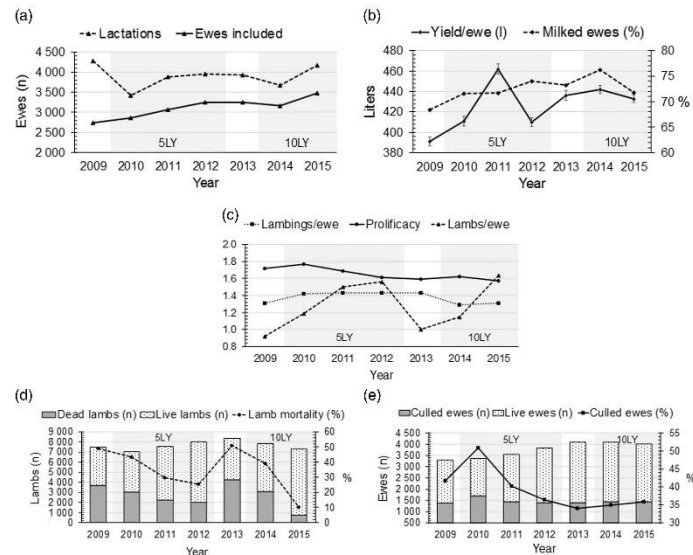 (a)
Lactations Ewes included
4 500
4 000
3 500
3 000
2 500
2 000
Ewes (n)
5LY 10LY
2009 2010 2011 2012 2013 2014 2015
Year
(b)
Yield/ewe (l) Milked ewes (%)
480
460
440
420
400
380
Liters
80
75
70
65
60
%
5LY 10LY
2009 2010 2011 2012 2013 2014 2015
Year
(c)
Lambings/ewe Prolificacy Lambs/ewe
2.0
1.8
1.6
1.4
1.2
1.0
0.8
5LY 10LY
2009 2010 2011 2012 2013 2014 2015
Year
(d)
Dead lambs (n) Live lambs (n) Lamb mortality (%)
9 000
8 000
7 000
6 000
5 000
4 000
3 000
2 000
1 000
0
Lambs (n)
60
50
40
30
20
10
0
%
5LY 10LY
2009 2010 2011 2012 2013 2014 2015
Year
(e)
Culled ewes (n) Live ewes (n) Culled ewes (%)
4 500
4 000
3 500
3 000
2 500
2 000
1 500
1 000
500
Ewes (n)
55
50
45
40
35
30
%
5LY 10LY
2009 2010 2011 2012 2013 2014 2015
Year